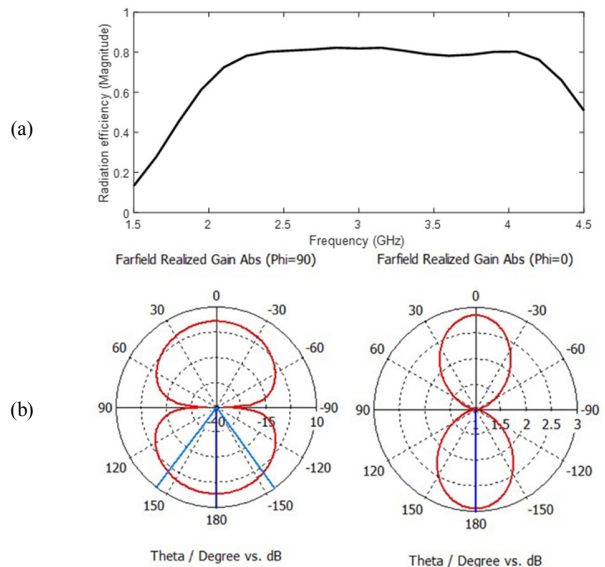 (a)
Radiation efficiency (Magnitude)
1
0.8
0.6
0.4
0.2
0
1.5 2 2.5 3 3.5 4 4.5
Frequency (GHz)
Farfield Realized Gain Abs (Phi=90) Farfield Realized Gain Abs (Phi=0)
(b)
0
30 -30
60 -60
90 -40 -15 10 -90
120 -120
150 -150
180
Theta / Degree vs. dB
0
30 -30
60 -60
90 1.5 2 2.5 3 -90
120 -120
150 -150
180
Theta / Degree vs. dB